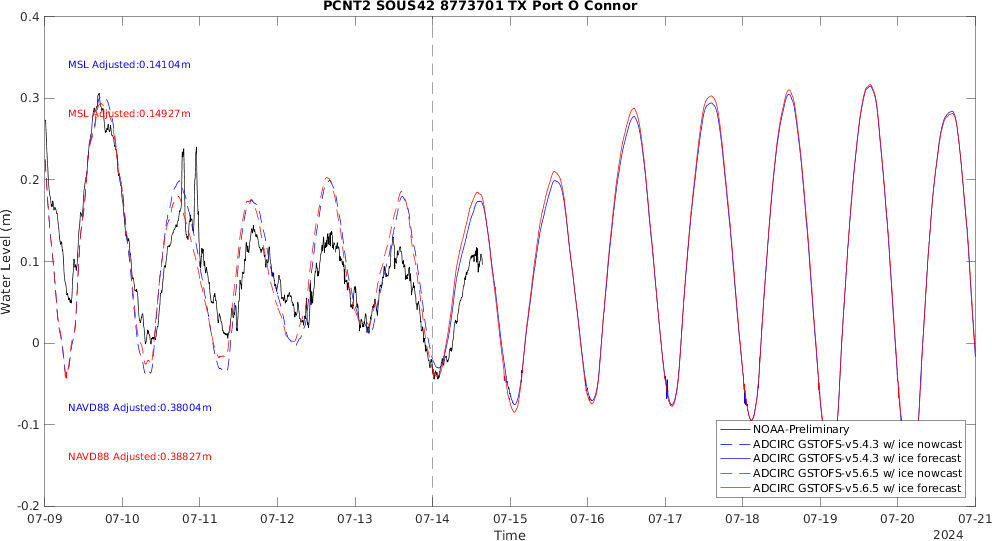 PCNT2 SOUS42 8773701 TX Port O Connor
0.4
0.3
0.2
0.1
0
-0.1
-0.2
Water Level (m)
MSL Adjusted:0.14104m
MSL Adjusted:0.14927m
NAVD88 Adjusted:0.38004m
NAVD88 Adjusted:0.38827m
NOAA-Preliminary
ADCIRC GSTOFS-v5.4.3 w/ ice nowcast
ADCIRC GSTOFS-v5.4.3 w/ ice forecast
ADCIRC GSTOFS-v5.6.5 w/ ice nowcast
ADCIRC GSTOFS-v5.6.5 w/ ice forecast
07-09 07-10 07-11 07-12 07-13 07-14 07-15 07-16 07-17 07-18 07-19 07-20 07-21
Time
2024